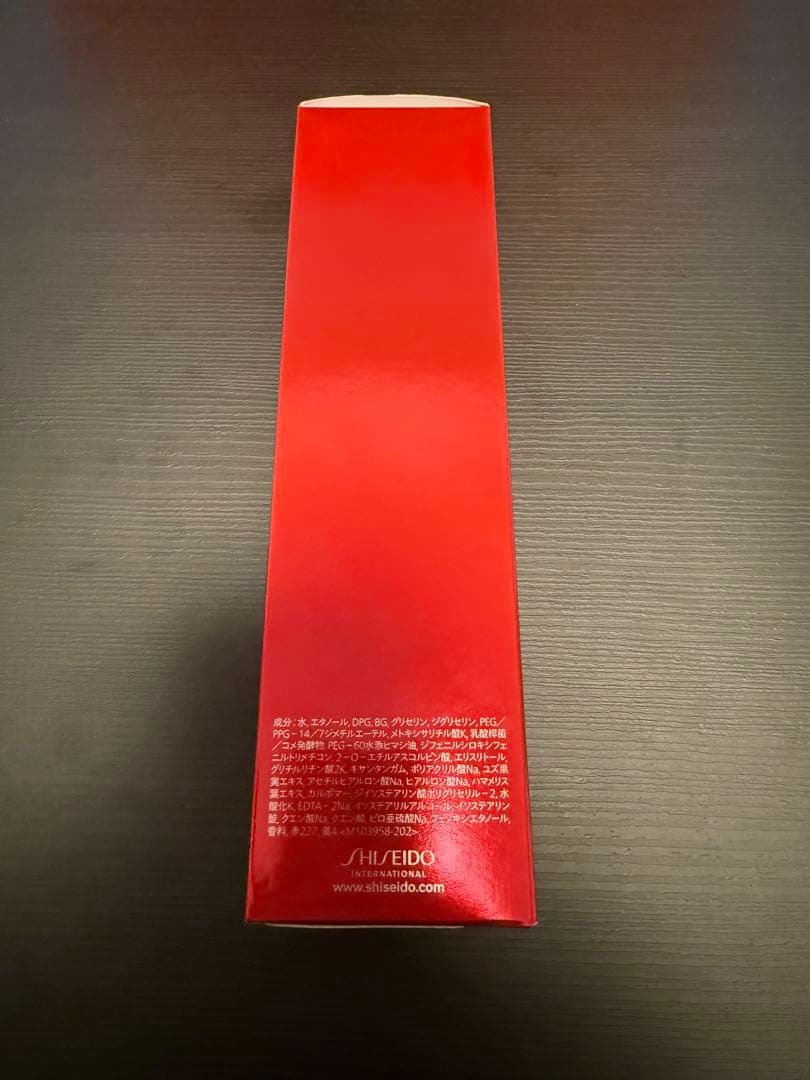 成分:水, エタノール, DPG, BG, グリセリン, ジグリセリン, PEG/
PPG-14/7ジメチルエーテル, メトキシサリチル酸K, 乳酸桿菌
/コメ発酵物, PEG-60水添ヒマシ油, ジフェニルシロキシフェ
ニルトリメチコン, 2-O-エチルアスコルビン酸, エリスリトール,
グリチルリチン酸2K, キサンタンガム, ポリアクリル酸Na, ユズ果
実エキス, アセチルヒアルロン酸Na, ヒアルロン酸Na, ハマメリス
葉エキス, カルボマー, ジイソステアリン酸ポリグリセリル-2, 水
酸化K, EDTA-2Na, イソステアリルアルコール, イソステアリン
酸, クエン酸Na, クエン酸, ピロ亜硫酸Na, フェノキシエタノール,
香料, 赤227, 黄4 <M103958-202>
SHISEIDO
INTERNATIONAL
www.shiseido.com